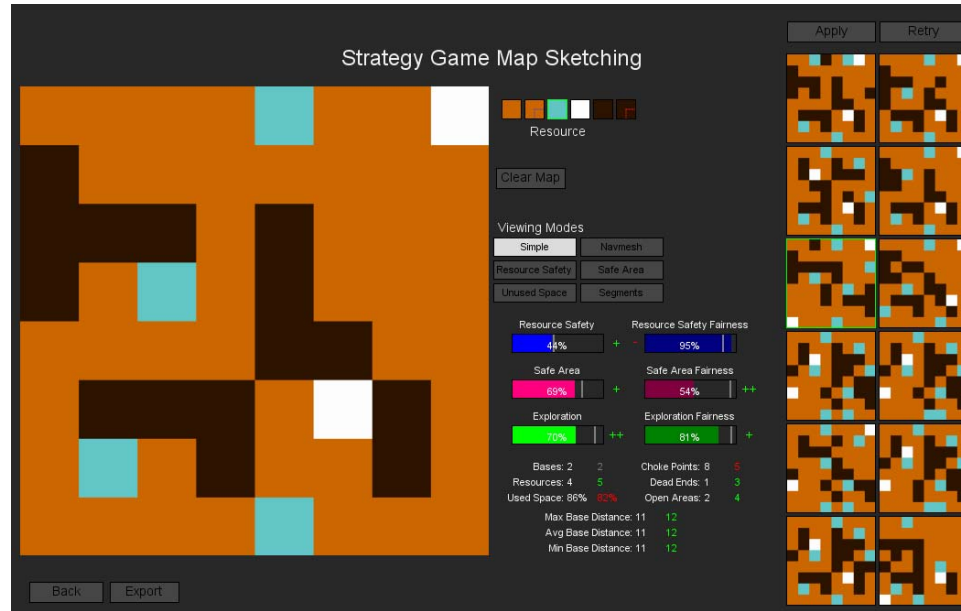 Apply Retry
Strategy Game Map Sketching
Resource
Clear Map
Viewing Modes
Simple Navmesh
Resource Safety Safe Area
Unused Space Segments
Resource Safety Resource Safety Fairness
44% + - 95%
Safe Area Safe Area Fairness
69% + 54% ++
Exploration Exploration Fairness
70% ++ 81% +
Bases: 2 2 Choke Points: 8 5
Resources: 4 5 Dead Ends: 1 3
Used Space: 86% 82% Open Areas: 2 4
Max Base Distance: 11 12
Avg Base Distance: 11 12
Min Base Distance: 11 12
Back Export